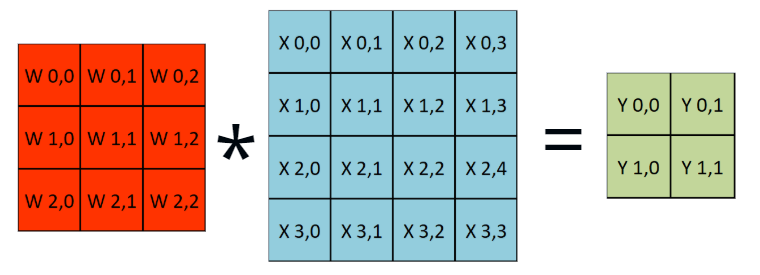 W 0,0 W 0,1 W 0,2
W 1,0 W 1,1 W 1,2
W 2,0 W 2,1 W 2,2
*
X 0,0 X 0,1 X 0,2 X 0,3
X 1,0 X 1,1 X 1,2 X 1,3
X 2,0 X 2,1 X 2,2 X 2,4
X 3,0 X 3,1 X 3,2 X 3,3
=
Y 0,0 Y 0,1
Y 1,0 Y 1,1